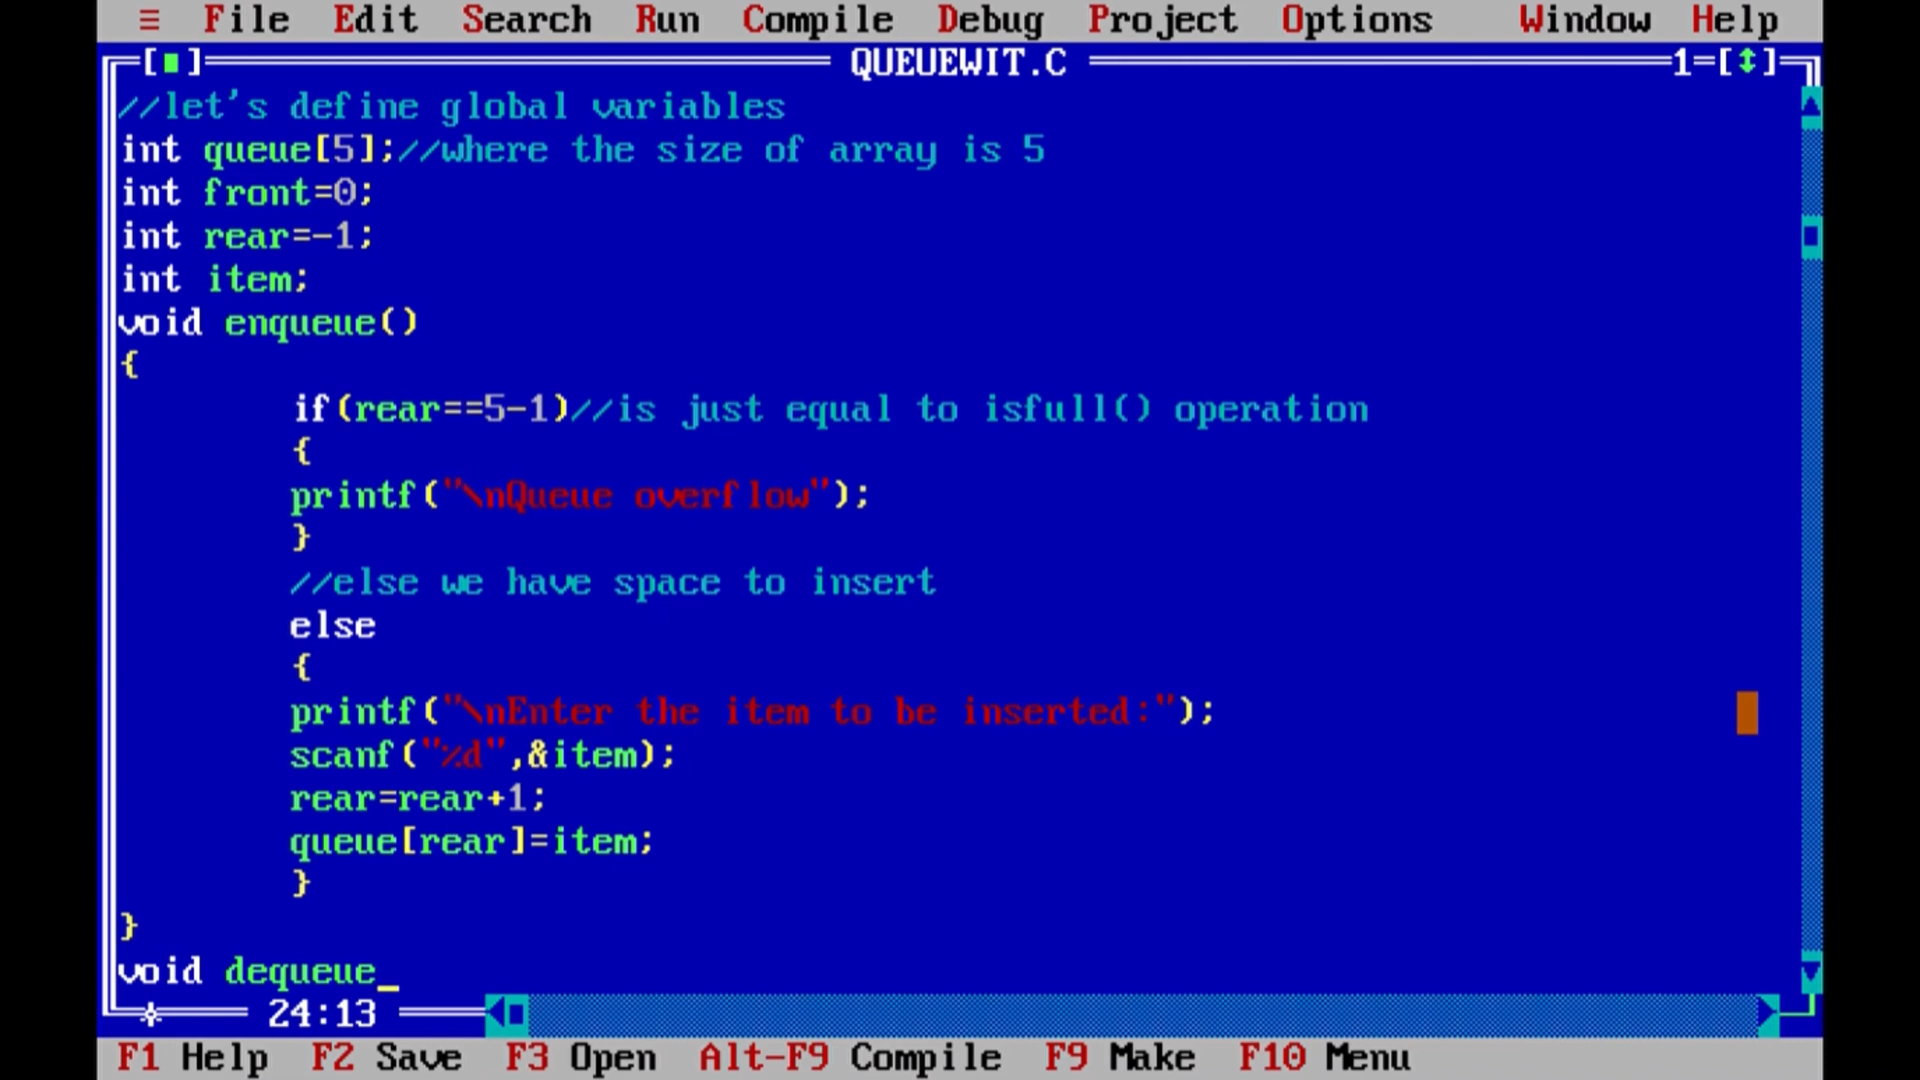 ≡ File Edit Search Run Compile Debug Project Options Window Help
[■] QUEUEWIT.C 1=[↕]
//let's define global variables
int queue[5];//where the size of array is 5
int front=0;
int rear=-1;
int item;
void enqueue()
{
if(rear==5-1)//is just equal to isfull() operation
{
printf("\nQueue overflow");
}
//else we have space to insert
else
{
printf("\nEnter the item to be inserted:");
scanf("%d",&item);
rear=rear+1;
queue[rear]=item;
}
}
void dequeue_
24:13
F1 Help F2 Save F3 Open Alt-F9 Compile F9 Make F10 Menu